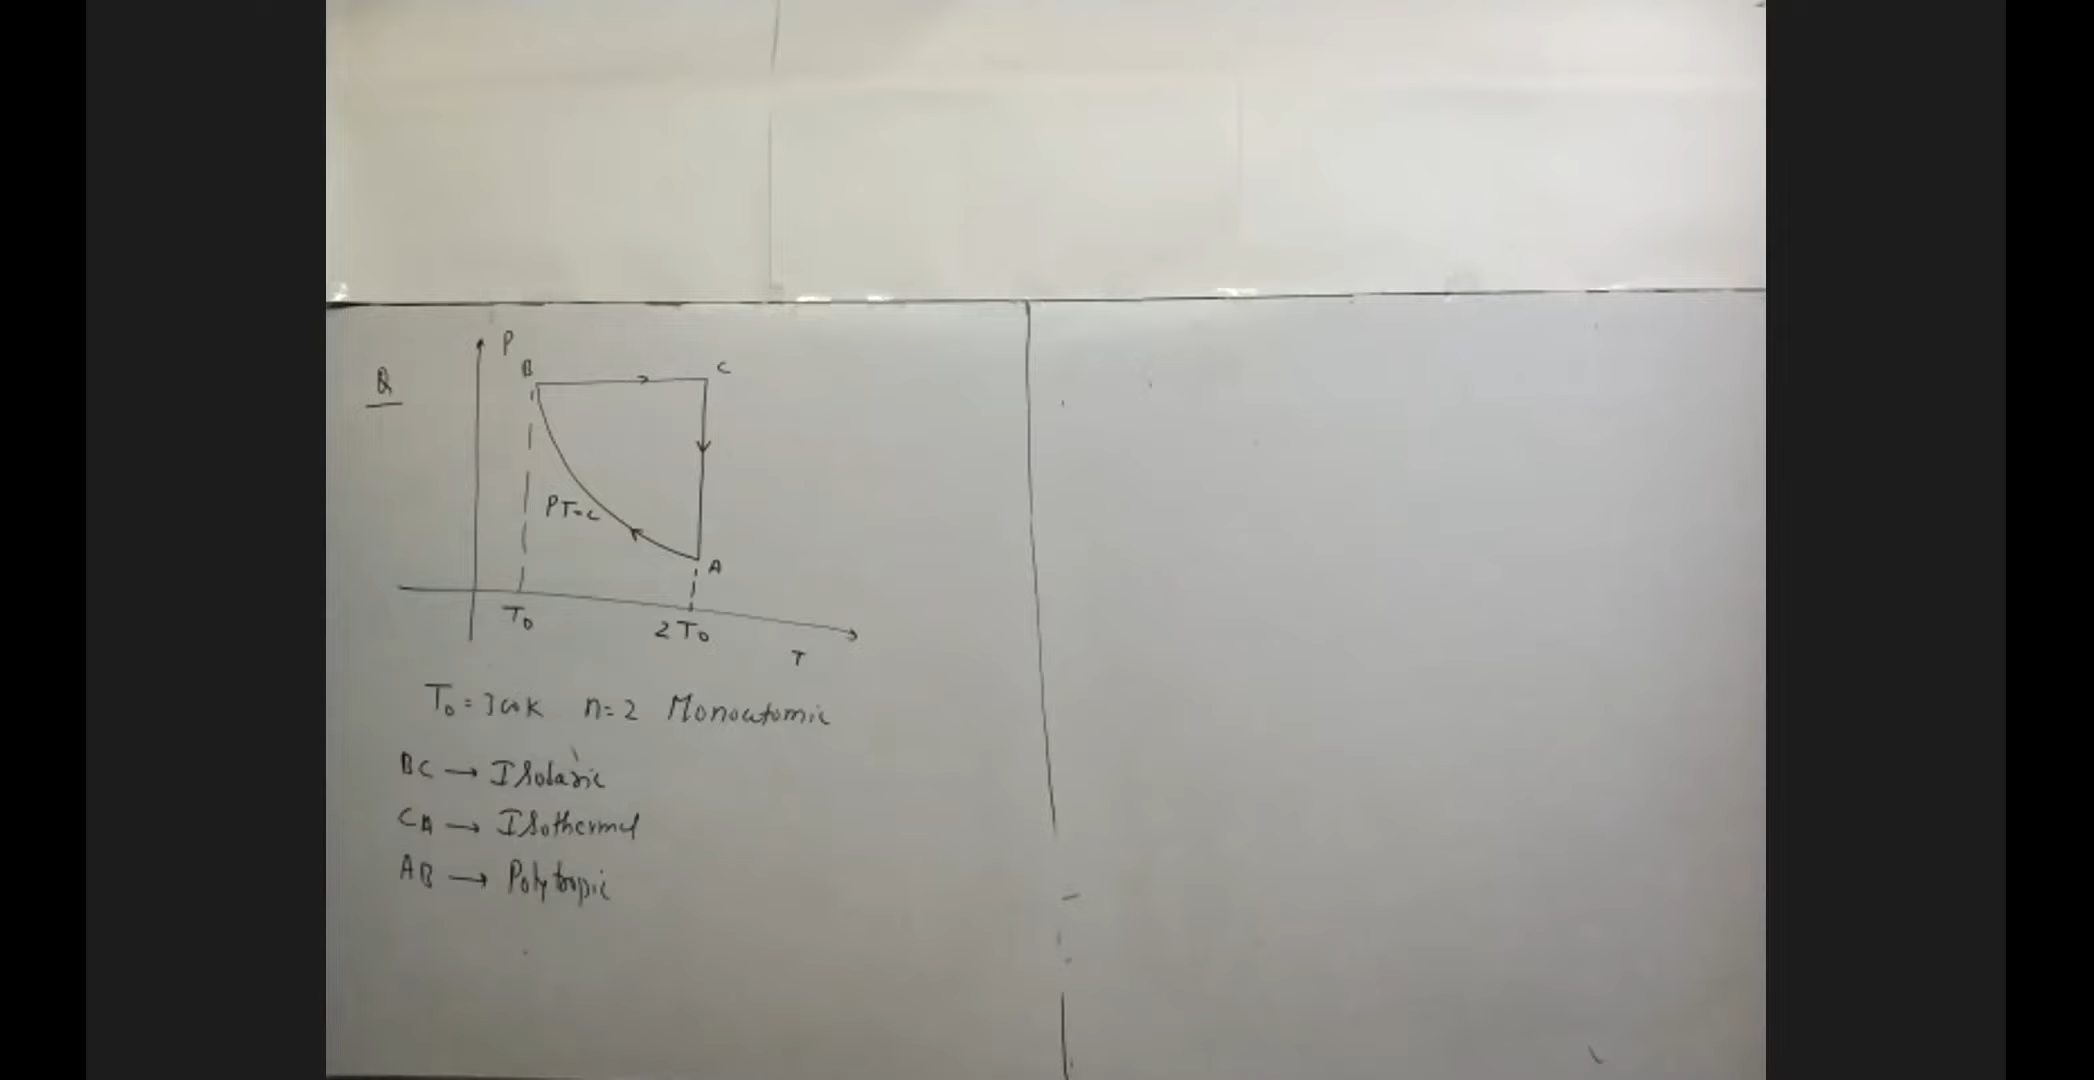 Q
P
B
C
PT=c
A
T0
2T0
T
T0=300K n=2 Monoatomic
BC → Isobaric
CA → Isothermal
AB → Polytropic